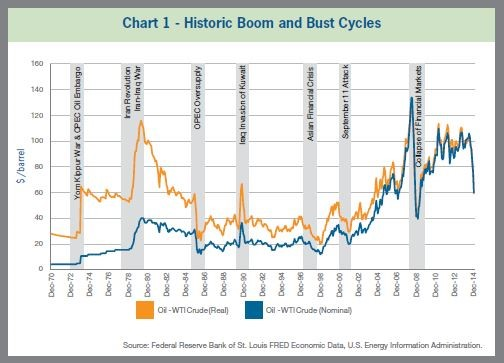 Chart 1 - Historic Boom and Bust Cycles
$/barrel
160
140
120
100
80
60
40
20
0
Yom Kippur War & OPEC Oil Embargo
Iran Revolution
Iran-Iraq War
OPEC Oversupply
Iraq Invasion of Kuwait
Asian Financial Crisis
September 11 Attack
Collapse of Financial Markets
Dec-70
Dec-72
Dec-74
Dec-76
Dec-78
Dec-80
Dec-82
Dec-84
Dec-86
Dec-88
Dec-90
Dec-92
Dec-94
Dec-96
Dec-98
Dec-00
Dec-02
Dec-04
Dec-06
Dec-08
Dec-10
Dec-12
Dec-14
Oil - WTI Crude (Real)
Oil - WTI Crude (Nominal)
Source: Federal Reserve Bank of St. Louis FRED Economic Data, U.S. Energy Information Administration.